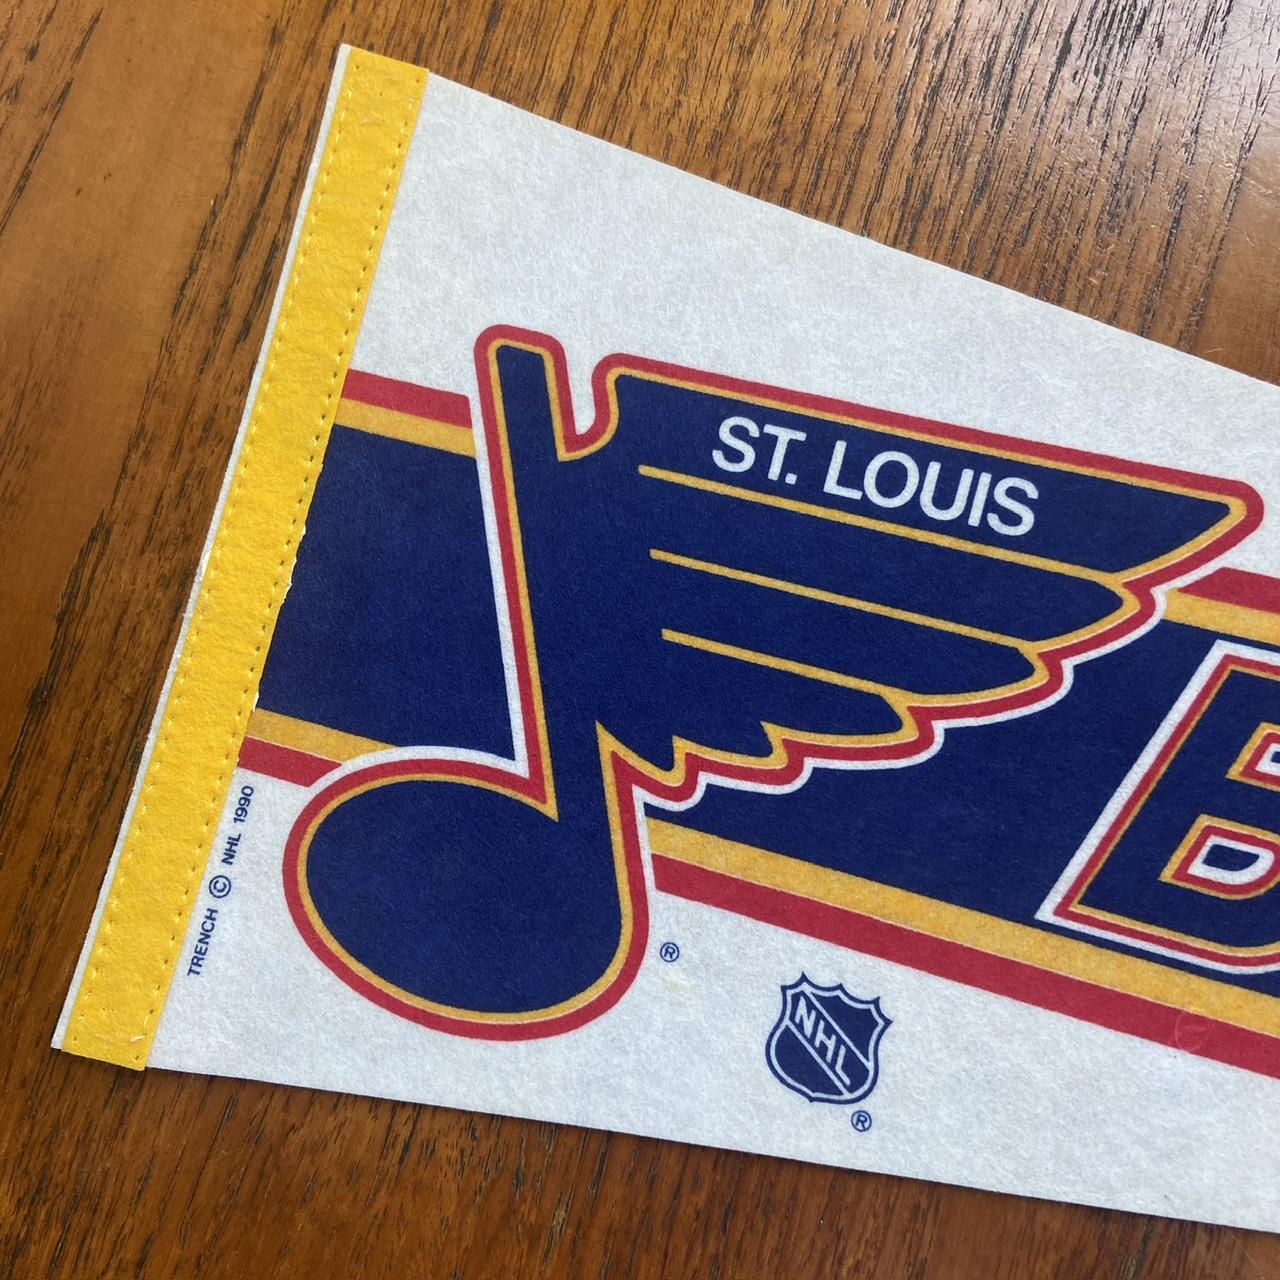 ST. LOUIS
B
TRENCH © NHL 1990
®
NHL
®